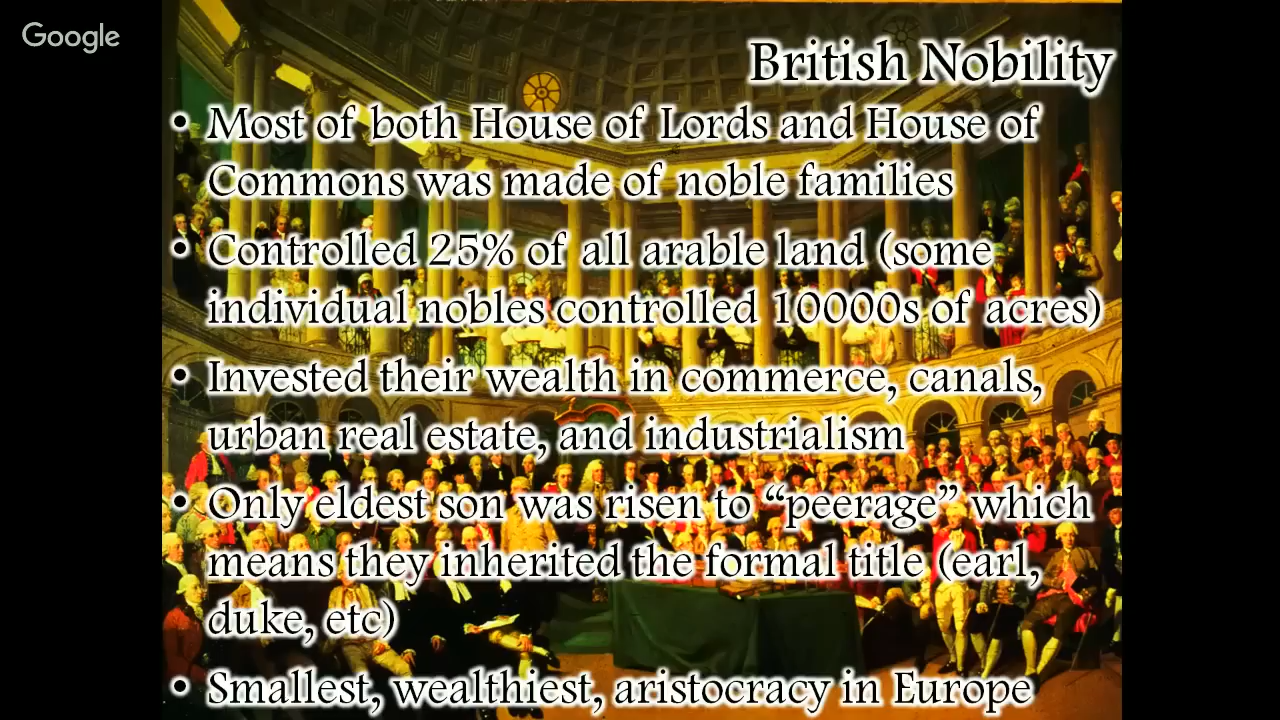 Google
British Nobility
• Most of both House of Lords and House of
Commons was made of noble families
• Controlled 25% of all arable land (some
individual nobles controlled 10000s of acres)
• Invested their wealth in commerce, canals,
urban real estate, and industrialism
• Only eldest son was risen to “peerage” which
means they inherited the formal title (earl,
duke, etc)
• Smallest, wealthiest, aristocracy in Europe